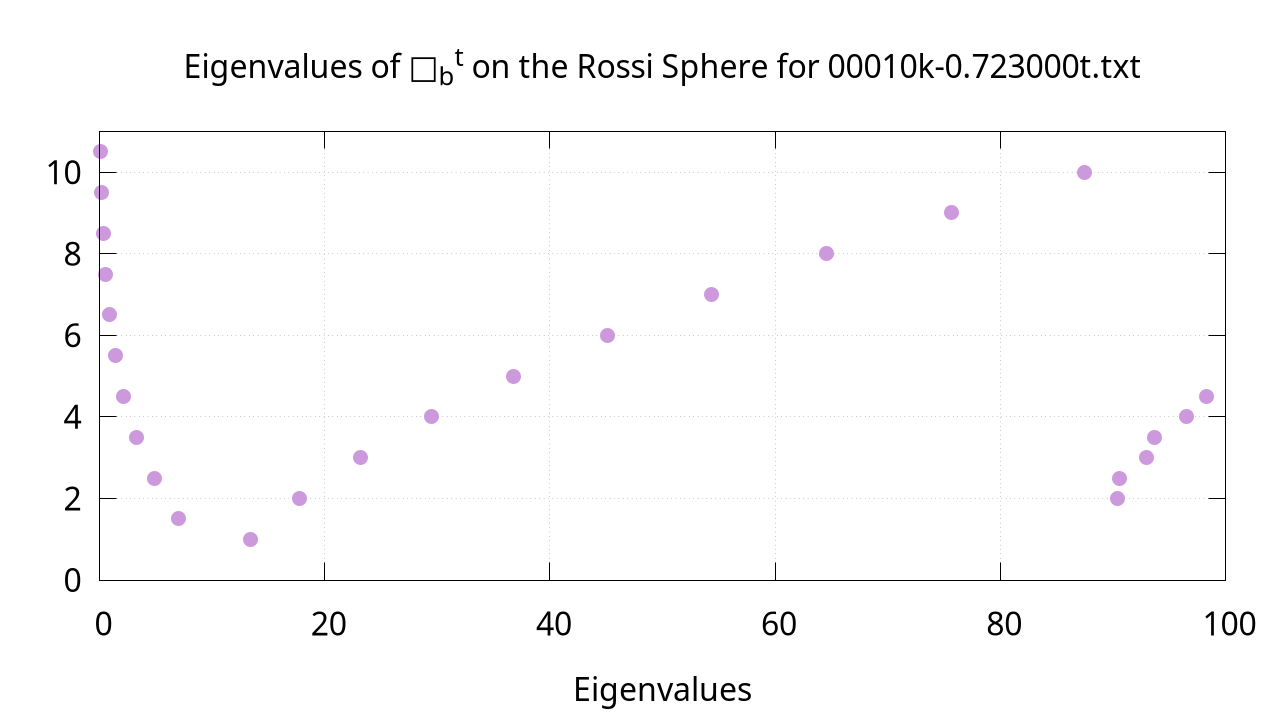 Eigenvalues of □_b^t on the Rossi Sphere for 00010k-0.723000t.txt
10
8
6
4
2
0
0 20 40 60 80 100
Eigenvalues